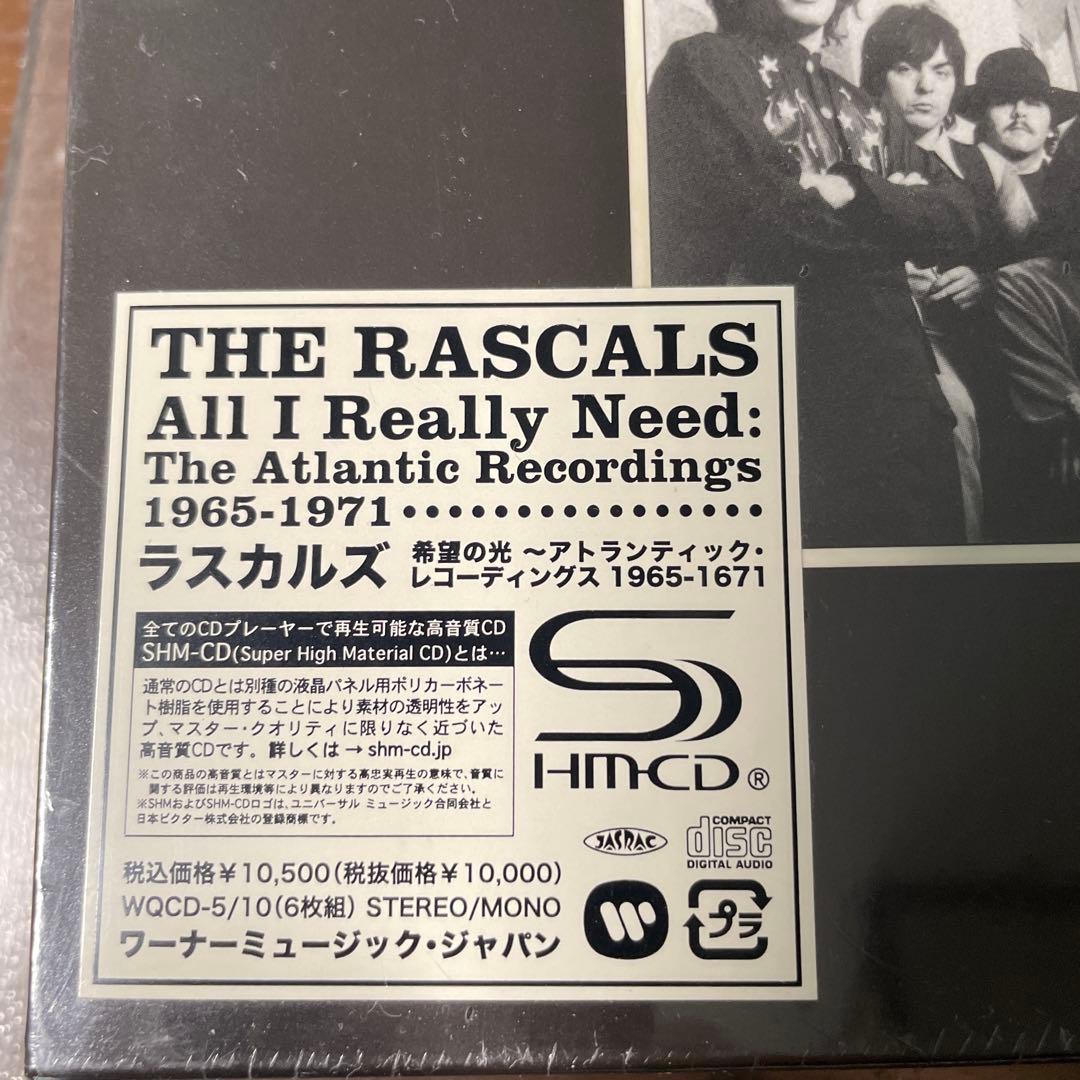 THE RASCALS
All I Really Need:
The Atlantic Recordings
1965-1971................
ラスカルズ 希望の光 ～アトランティック・
レコーディングス 1965-1671
全てのCDプレーヤーで再生可能な高音質CD
SHM-CD(Super High Material CD)とは…
通常のCDとは別種の液晶パネル用ポリカーボネー
ト樹脂を使用することにより素材の透明性をアッ
プ、マスター・クオリティに限りなく近づいた
高音質CDです。詳しくは→shm-cd.jp
※この商品の高音質とはマスターに対する高忠実再生の意味で、音質に
関する評価は再生環境等により異なりますのでご了承ください。
※SHMおよびSHM-CDロゴは、ユニバーサル ミュージック合同会社と
日本ビクター株式会社の登録商標です。
SHM-CD®
JASRAC
COMPACT
disc
DIGITAL AUDIO
税込価格￥10,500(税抜価格￥10,000)
WQCD-5/10(6枚組) STEREO/MONO
ワーナーミュージック・ジャパン
プラ